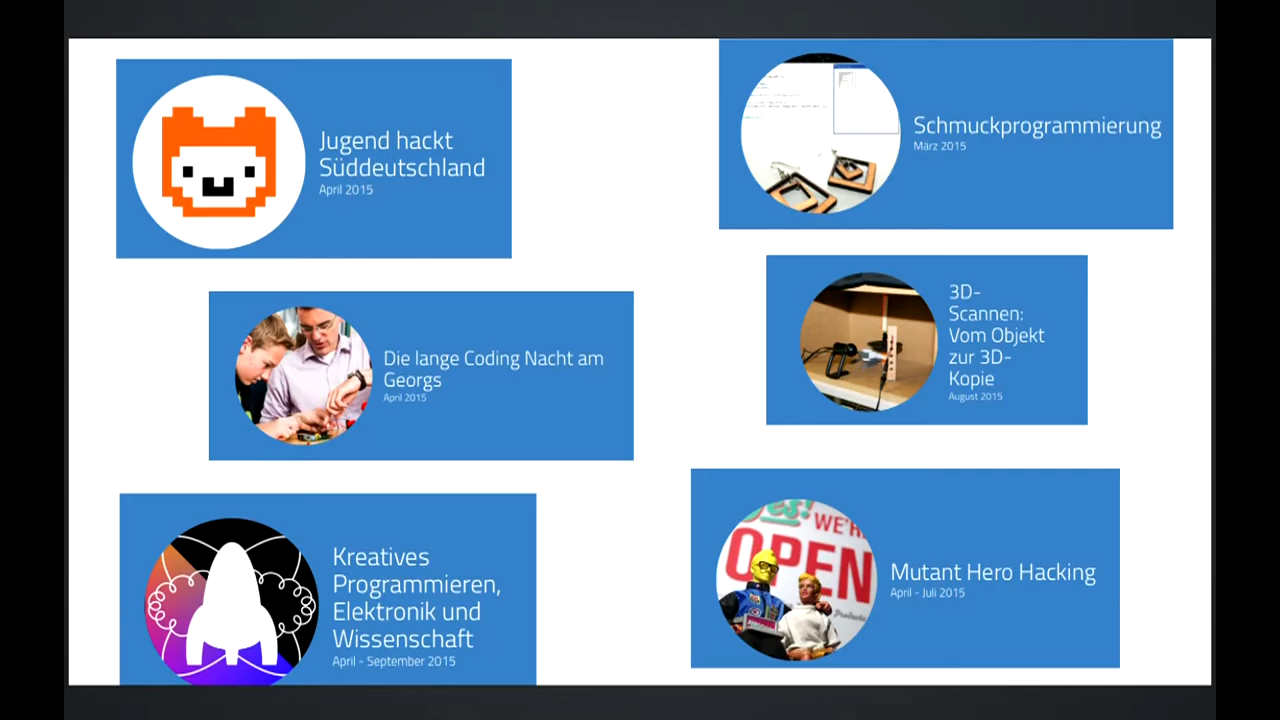 Jugend hackt
Süddeutschland
April 2015
Schmuckprogrammierung
März 2015
Die lange Coding Nacht am
Georgs
April 2015
3D-
Scannen:
Vom Objekt
zur 3D-
Kopie
August 2015
Kreatives
Programmieren,
Elektronik und
Wissenschaft
April - September 2015
yes!
WE'R
OPEN
Mutant Hero Hacking
April - Juli 2015